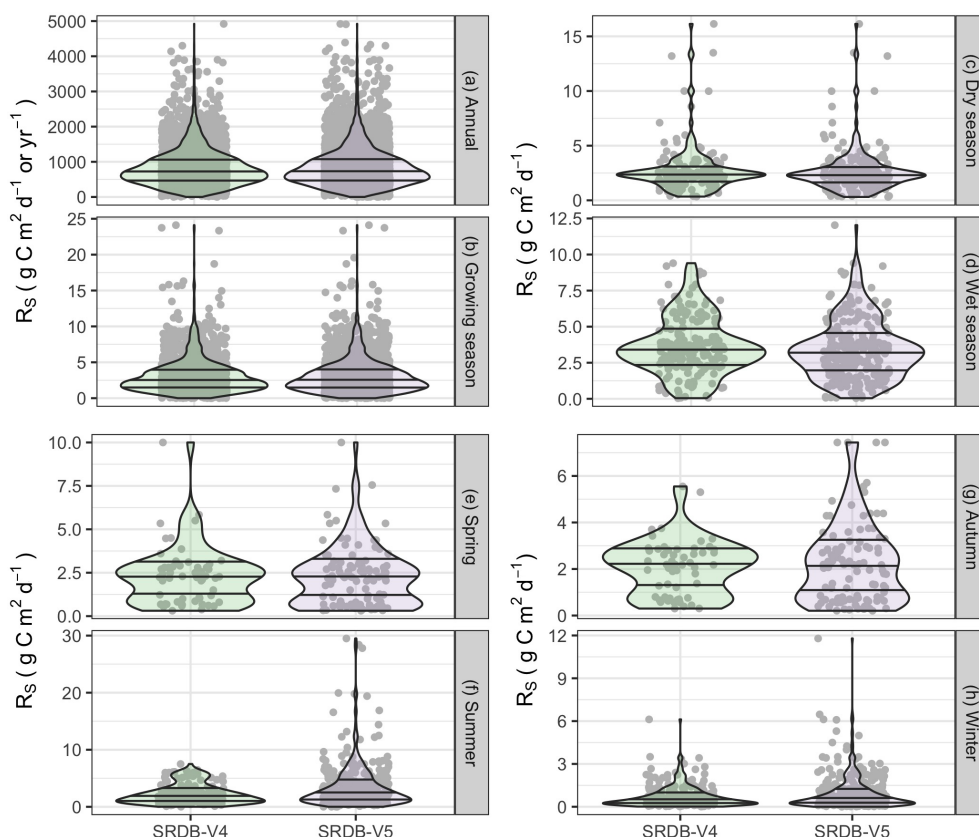 R_S ( g C m² d⁻¹ or yr⁻¹ )
5000
4000
3000
2000
1000
0
(a) Annual
25
20
15
10
5
0
(b) Growing season
R_S ( g C m² d⁻¹)
15
10
5
0
(c) Dry season
12.5
10.0
7.5
5.0
2.5
0.0
(d) Wet season
R_S ( g C m² d⁻¹)
10.0
7.5
5.0
2.5
0.0
(e) Spring
30
20
10
0
(f) Summer
SRDB-V4 SRDB-V5
R_S ( g C m² d⁻¹)
6
4
2
0
(g) Autumn
12
9
6
3
0
(h) Winter
SRDB-V4 SRDB-V5